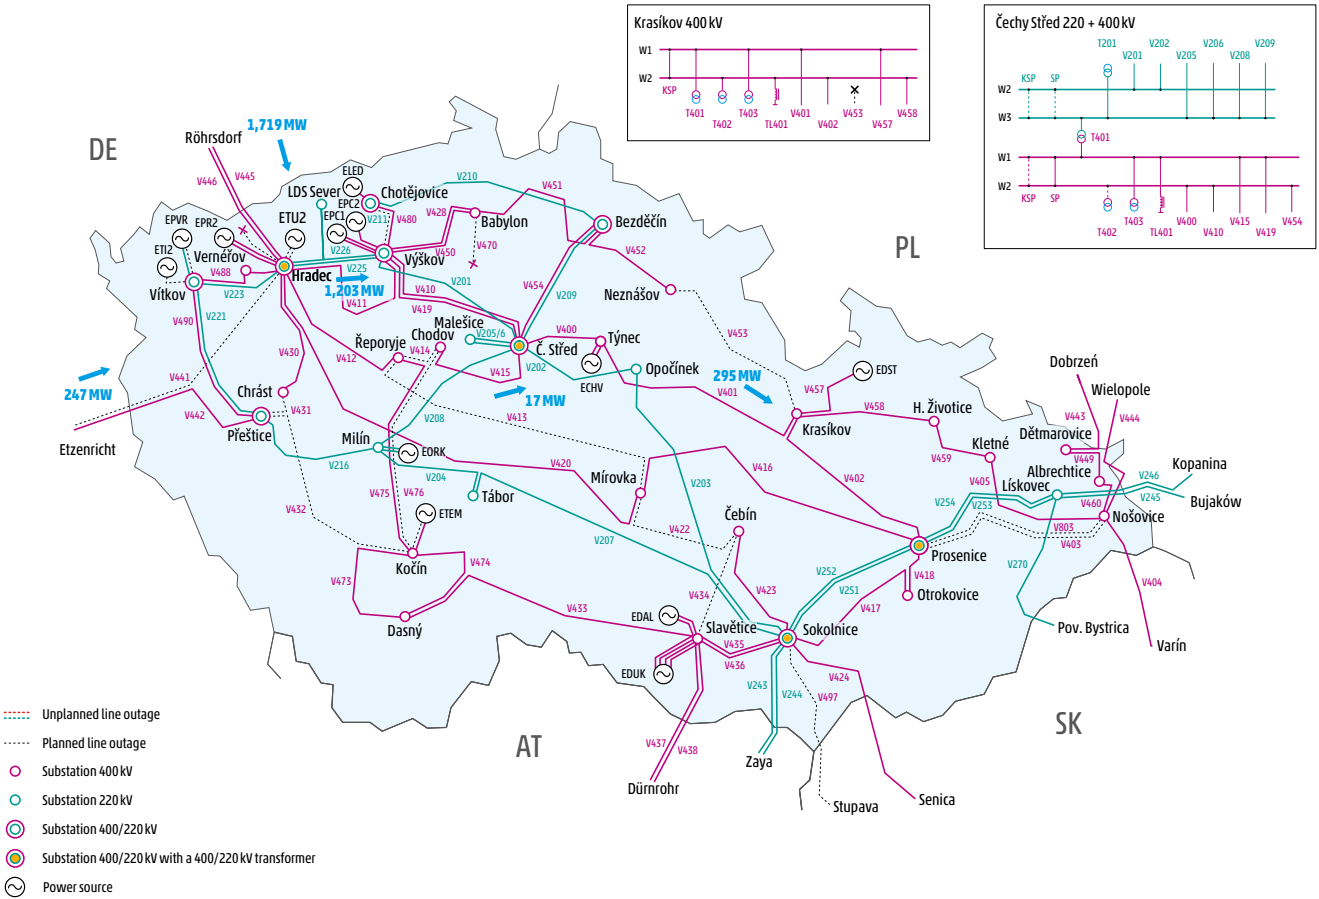 Krasíkov 400 kV
W1
W2
KSP
T401
T402
T403
TL401
V401
V402
V453
V457
V458
Čechy Střed 220 + 400 kV
T201
V201
V202
V205
V206
V208
V209
KSP
SP
W2
W3
T401
W1
W2
KSP
SP
T402
T403
TL401
V400
V410
V415
V419
V454
DE
PL
AT
SK
1,719 MW
Röhrsdorf
V446
V445
ELED
LDS Sever
EPC2
EPC1
Chotějovice
V210
V451
V211
V480
V428
Babylon
Bezděčín
EPVR
EPR2
ETU2
ETI2
Vernéřov
V226
V450
V470
V452
V488
Hradec
V225
Výškov
Vítkov
V223
1,203 MW
V201
V454
V209
Neznášov
V411
V410
V419
V490
V221
V430
Malešice
V205/6
Chodov
Řeporyje
V414
V412
Č. Střed
V400
Týnec
V453
V202
Opočínek
V415
ECHV
V441
247 MW
Chrást
17 MW
295 MW
V457
EDST
V401
Dobrzeń
Wielopole
V442
V431
V208
V413
V458
H. Životice
V443
V444
Přeštice
Krasíkov
Dětmarovice
Etzenricht
Milín
EORK
Kletné
V449
V216
V204
V420
V416
V459
Albrechtice
Kopanina
V246
Mírovka
V402
V405
Lískovec
V245
Bujaków
V475
V476
Tábor
V203
V254
V253
V460
Nošovice
V432
ETEM
Čebín
V422
V803
V403
V207
Prosenice
Kočín
V252
V270
V474
V251
V418
V473
V434
V423
Otrokovice
V404
V433
V417
EDAL
Dasný
Slavětice
Sokolnice
Pov. Bystrica
V435
Varín
V436
EDUK
V424
V243
V244
V497
V437
V438
Zaya
Dürnrohr
Stupava
Senica
Unplanned line outage
Planned line outage
Substation 400 kV
Substation 220 kV
Substation 400/220 kV
Substation 400/220 kV with a 400/220 kV transformer
Power source